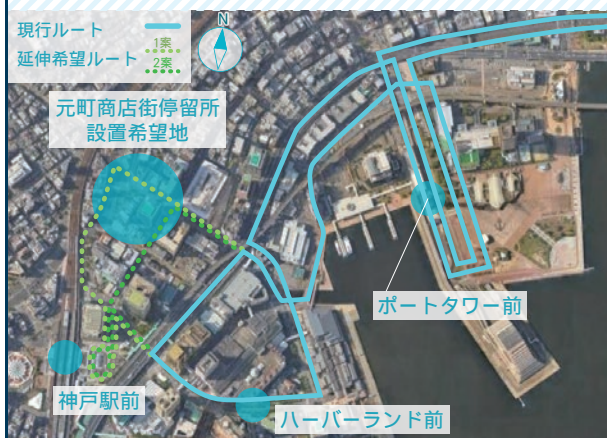 現行ルート
延伸希望ルート
1案
2案
N
元町商店街停留所
設置希望地
ポートタワー前
神戸駅前
ハーバーランド前